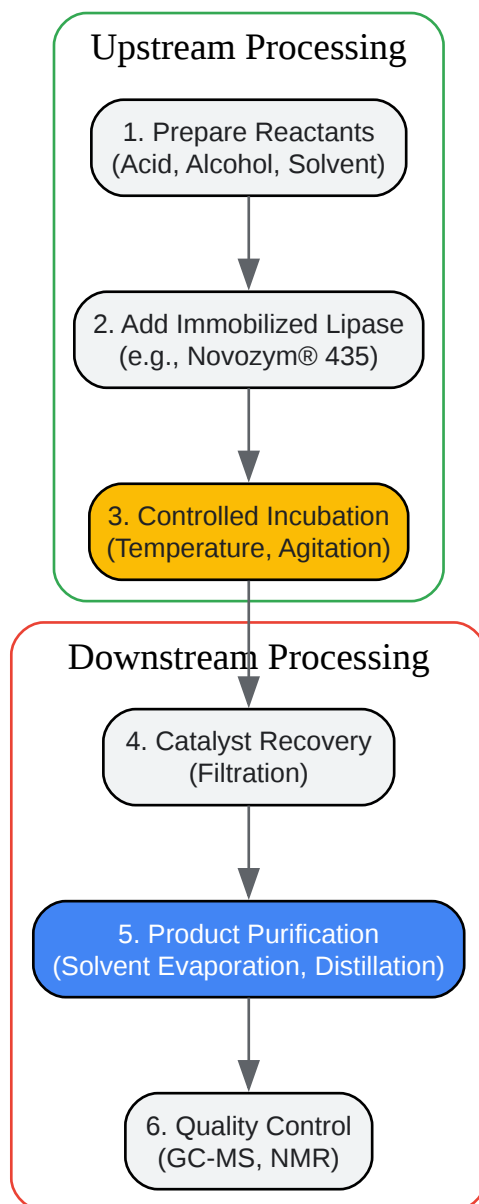 Upstream Processing
1. Prepare Reactants
(Acid, Alcohol, Solvent)
2. Add Immobilized Lipase
(e.g., Novozym® 435)
3. Controlled Incubation
(Temperature, Agitation)
Downstream Processing
4. Catalyst Recovery
(Filtration)
5. Product Purification
(Solvent Evaporation, Distillation)
6. Quality Control
(GC-MS, NMR)